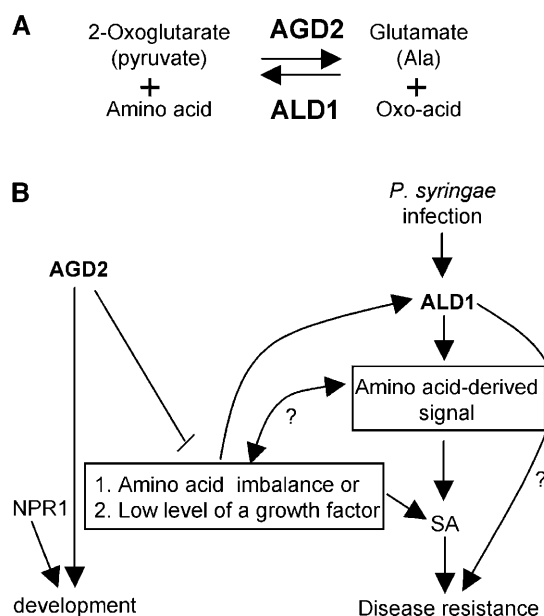 A
2-Oxoglutarate AGD2 Glutamate
(pyruvate) (Ala)
+ +
Amino acid ALD1 Oxo-acid
B
P. syringae
infection
AGD2
ALD1
Amino acid-derived
signal
?
1. Amino acid imbalance or
2. Low level of a growth factor
?
NPR1
SA
development
Disease resistance